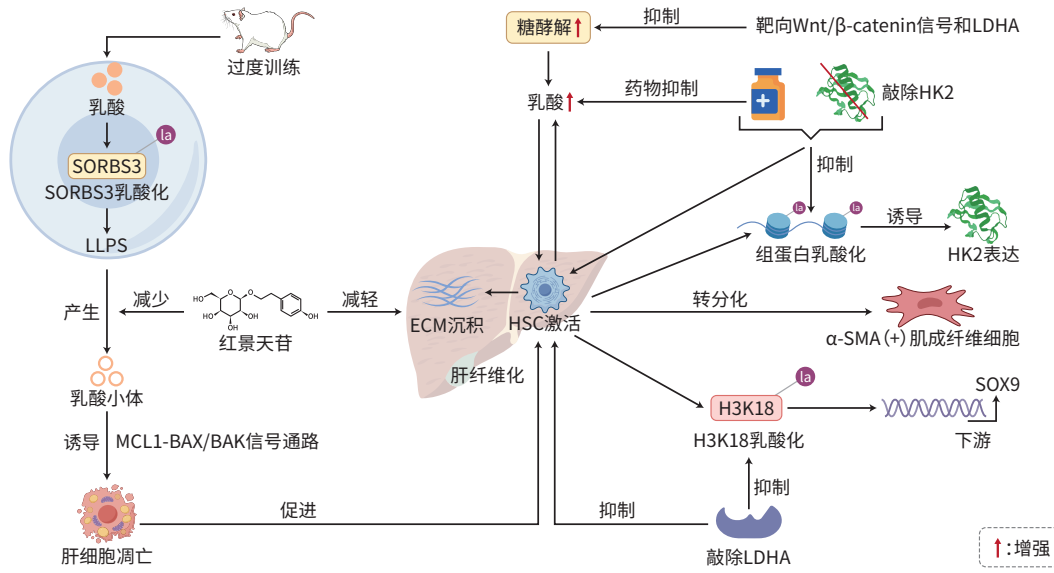 过度训练
乳酸
la
SORBS3
SORBS3乳酸化
LLPS
产生
减少
减轻
HO
O
O
HO
OH
OH
OH
红景天苷
乳酸小体
诱导
MCL1-BAX/BAK信号通路
肝细胞凋亡
促进
糖酵解
抑制
靶向Wnt/β-catenin信号和LDHA
乳酸
药物抑制
敲除HK2
抑制
la
la
组蛋白乳酸化
诱导
HK2表达
ECM沉积
HSC激活
肝纤维化
转分化
α-SMA(+)肌成纤维细胞
la
H3K18
H3K18乳酸化
SOX9
下游
抑制
抑制
敲除LDHA
:增强